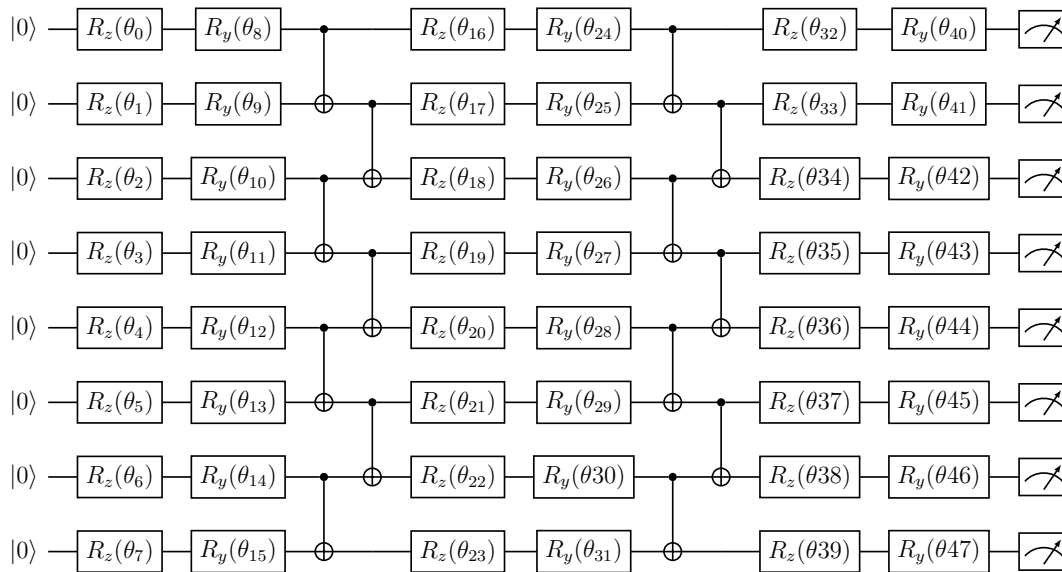 |0⟩ R_z(θ_0) R_y(θ_8) R_z(θ_16) R_y(θ_24) R_z(θ_32) R_y(θ_40)
|0⟩ R_z(θ_1) R_y(θ_9) R_z(θ_17) R_y(θ_25) R_z(θ_33) R_y(θ_41)
|0⟩ R_z(θ_2) R_y(θ_10) R_z(θ_18) R_y(θ_26) R_z(θ34) R_y(θ42)
|0⟩ R_z(θ_3) R_y(θ_11) R_z(θ_19) R_y(θ_27) R_z(θ35) R_y(θ43)
|0⟩ R_z(θ_4) R_y(θ_12) R_z(θ_20) R_y(θ_28) R_z(θ36) R_y(θ44)
|0⟩ R_z(θ_5) R_y(θ_13) R_z(θ_21) R_y(θ_29) R_z(θ37) R_y(θ45)
|0⟩ R_z(θ_6) R_y(θ_14) R_z(θ_22) R_y(θ30) R_z(θ38) R_y(θ46)
|0⟩ R_z(θ_7) R_y(θ_15) R_z(θ_23) R_y(θ_31) R_z(θ39) R_y(θ47)